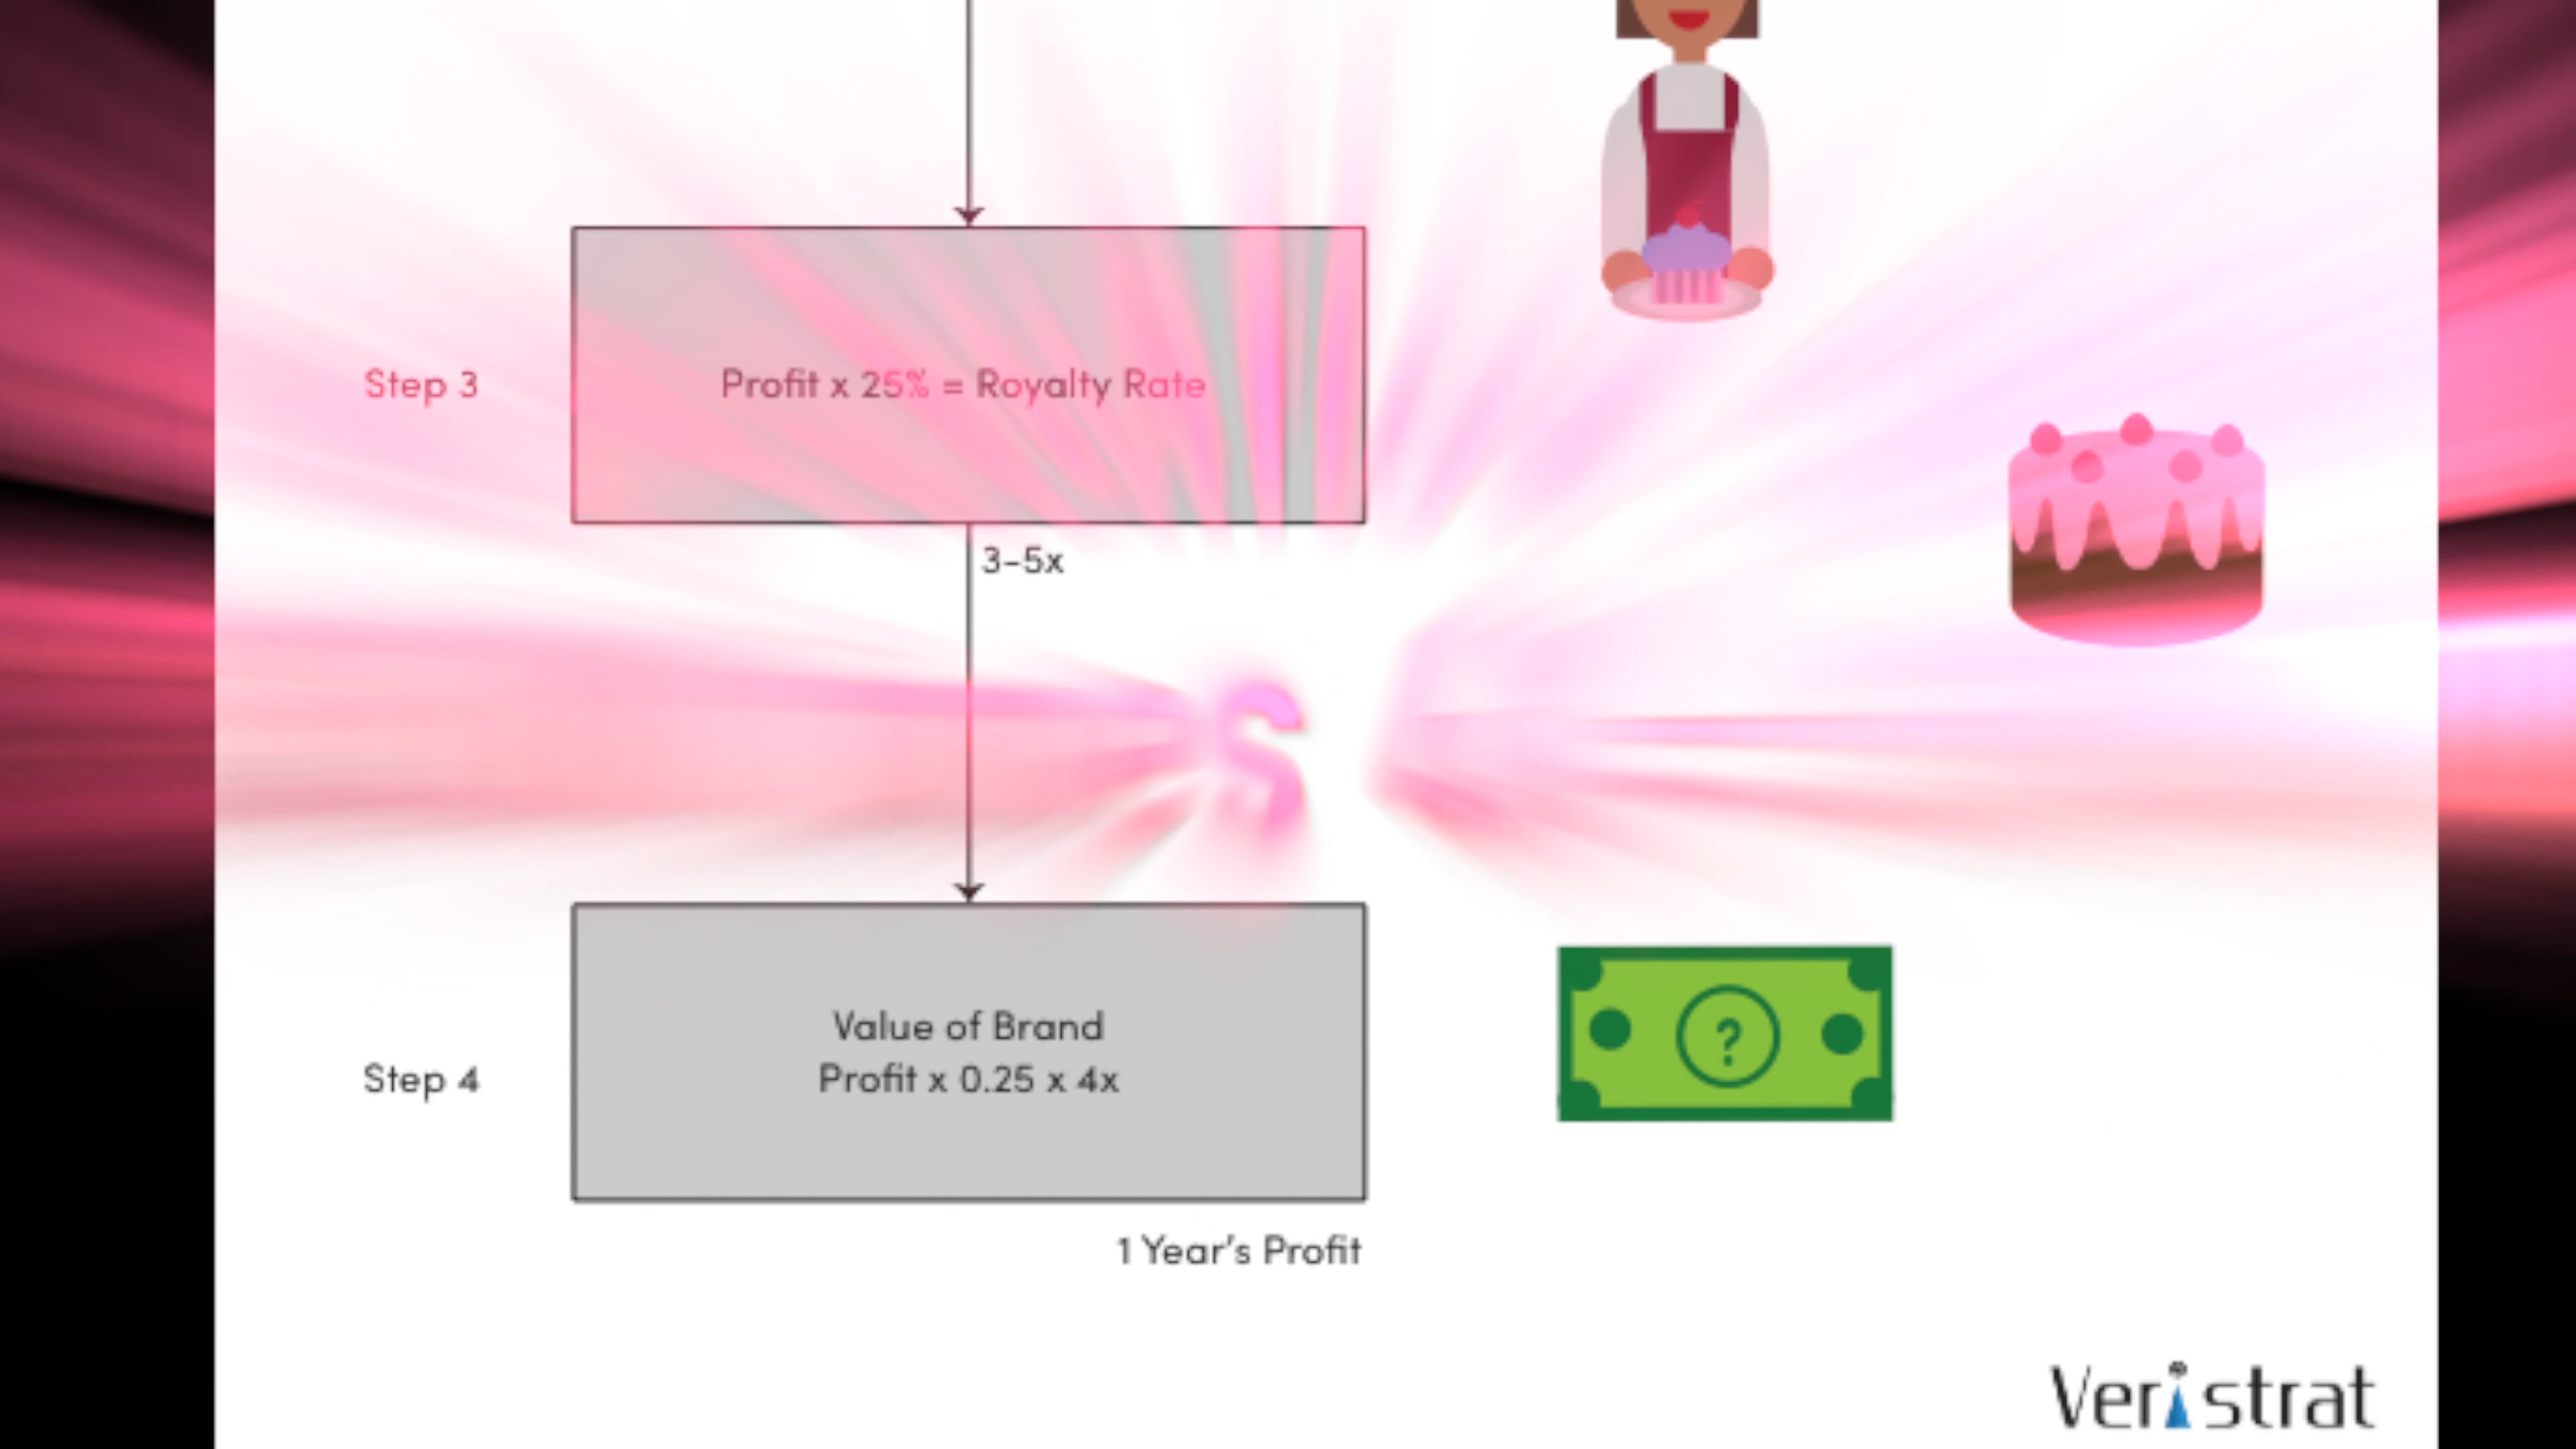 Step 3
Profit x 25% = Royalty Rate
3-5x
S
Value of Brand
Profit x 0.25 x 4x
Step 4
?
1 Year's Profit
Veristrat